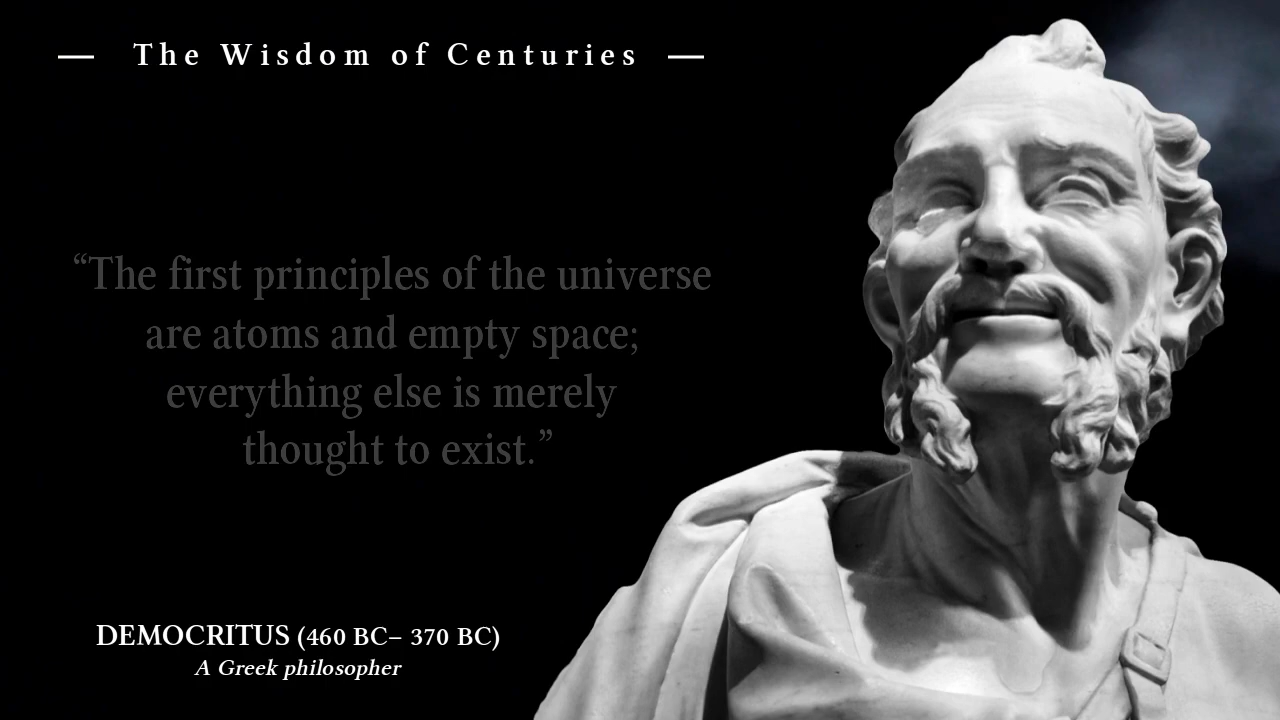 — The Wisdom of Centuries —
“The first principles of the universe
are atoms and empty space;
everything else is merely
thought to exist.”
DEMOCRITUS (460 BC– 370 BC)
A Greek philosopher